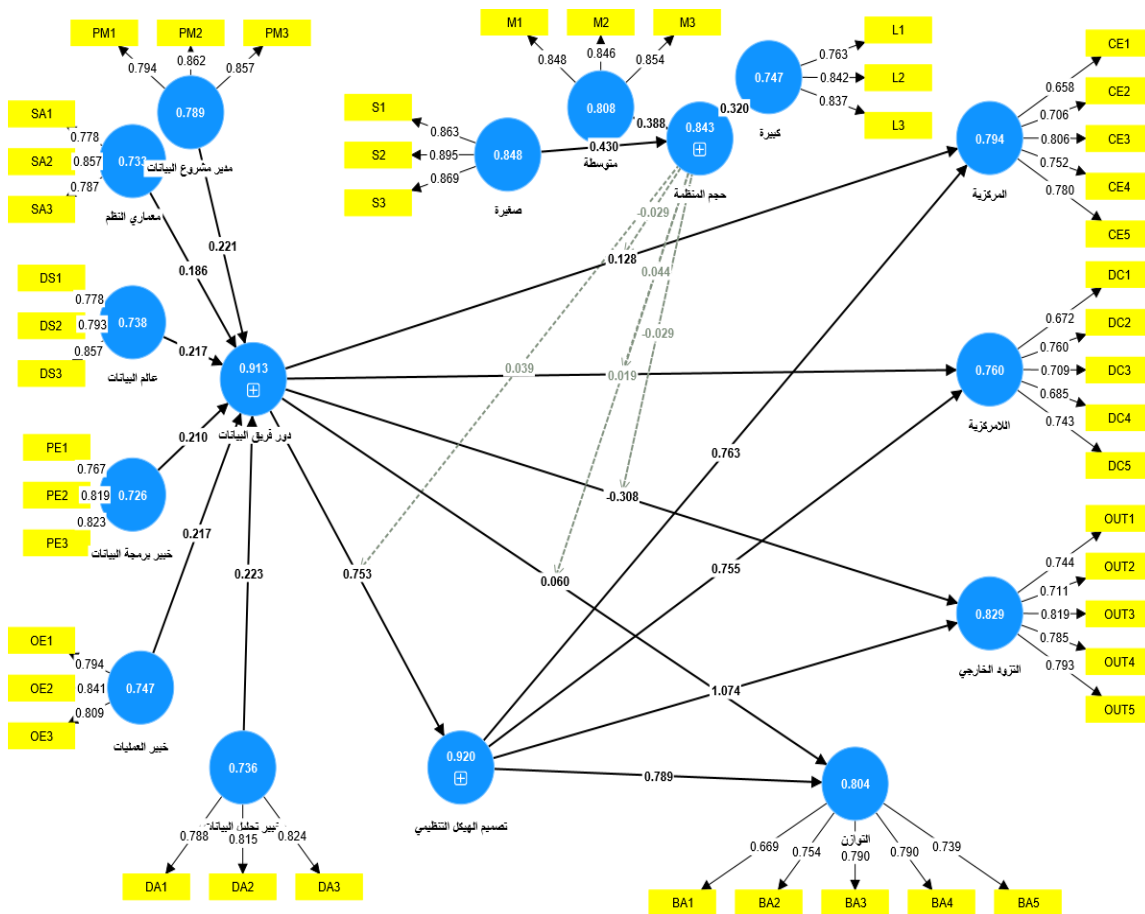 PM1
PM2
PM3
0.794
0.862
0.857
0.789
مدير مشروع البيانات
SA1
SA2
SA3
0.778
0.857
0.787
معماري النظم
0.221
0.186
DS1
DS2
DS3
0.778
0.793
0.857
0.738
عالم البيانات
0.217
0.913
دور فريق البيانات
PE1
PE2
PE3
0.767
0.819
0.823
0.726
خبير برمجة البيانات
0.210
0.217
0.223
OE1
OE2
OE3
0.794
0.841
0.809
0.747
خبير العمليات
0.736
تحليل البيانات
0.788
0.815
0.824
DA1
DA2
DA3
M1
M2
M3
0.848
0.846
0.854
0.808
متوسطة
S1
S2
S3
0.863
0.895
0.869
0.848
صغيرة
0.430
0.388
0.320
0.843
حجم المنظمة
0.747
كبيرة
0.763
0.842
0.837
L1
L2
L3
-0.029
0.044
-0.029
0.039
0.128
0.019
-0.308
0.060
0.753
0.763
0.755
1.074
0.789
0.920
تصميم الهيكل التنظيمي
0.794
المركزية
0.658
0.706
0.806
0.752
0.780
CE1
CE2
CE3
CE4
CE5
0.760
اللامركزية
0.672
0.760
0.709
0.685
0.743
DC1
DC2
DC3
DC4
DC5
0.829
التزود الخارجي
0.744
0.711
0.819
0.785
0.793
OUT1
OUT2
OUT3
OUT4
OUT5
0.804
التوازن
0.669
0.754
0.790
0.790
0.739
BA1
BA2
BA3
BA4
BA5